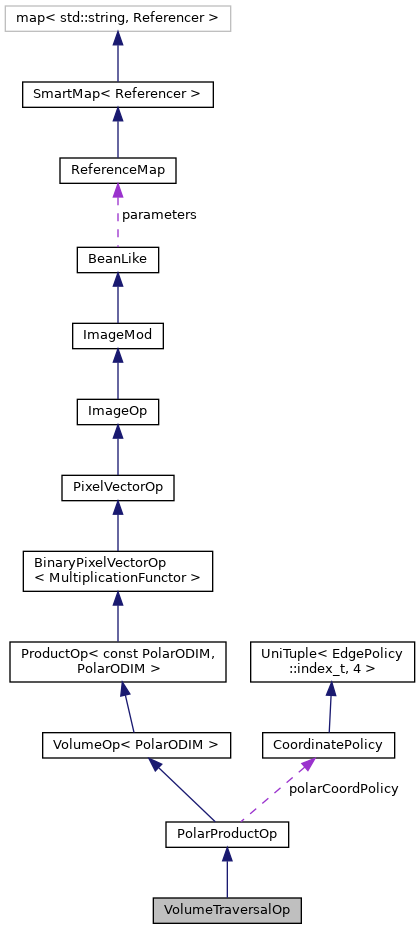 map< std::string, Referencer >
SmartMap< Referencer >
ReferenceMap
parameters
BeanLike
ImageMod
ImageOp
PixelVectorOp
BinaryPixelVectorOp
< MultiplicationFunctor >
ProductOp< const PolarODIM,
PolarODIM >
UniTuple< EdgePolicy
::index_t, 4 >
VolumeOp< PolarODIM >
CoordinatePolicy
polarCoordPolicy
PolarProductOp
VolumeTraversalOp